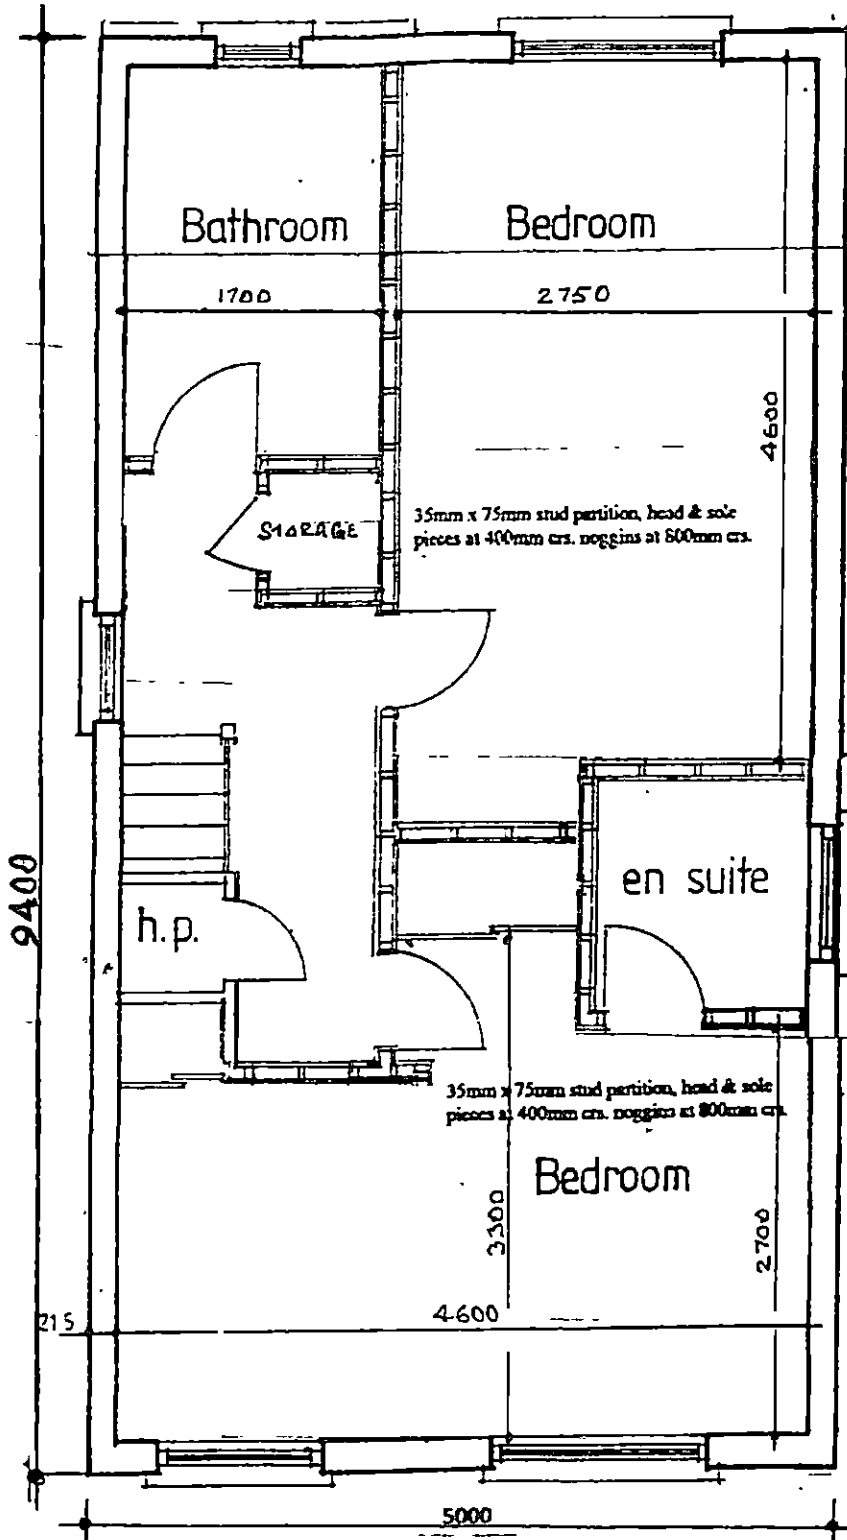 Bathroom
Bedroom
1700
2750
4600
STORAGE
35mm x 75mm stud partition, head & sole
pieces at 400mm crs. noggins at 800mm crs.
9400
en suite
h.p.
35mm x 75mm stud partition, head & sole
pieces at 400mm crs. noggins at 800mm crs.
Bedroom
3300
2700
4600
215
5000